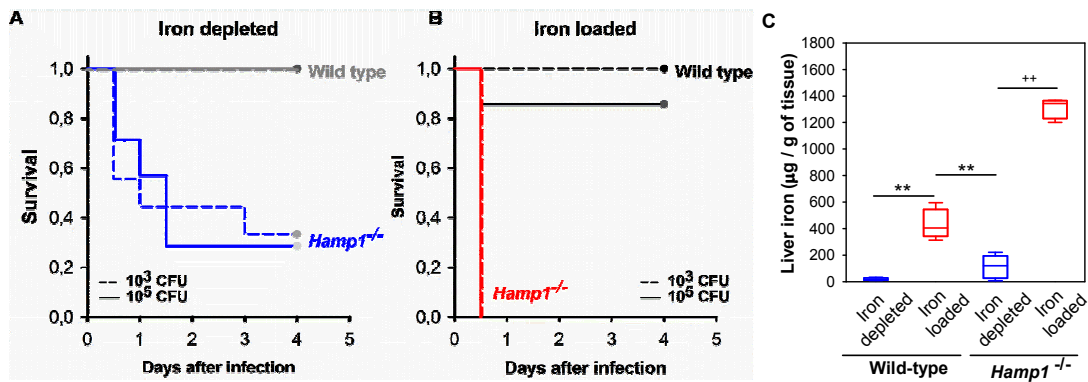 A
Iron depleted
Survival
1,0
0,8
0,6
0,4
0,2
0,0
Wild type
Hamp1-/-
10³ CFU
10⁵ CFU
0 1 2 3 4 5
Days after infection
B
Iron loaded
Survival
1,0
0,8
0,6
0,4
0,2
0,0
Wild type
Hamp1-/-
10³ CFU
10⁵ CFU
0 1 2 3 4 5
Days after infection
C
Liver iron (µg / g of tissue)
1800
1600
1400
1200
1000
800
600
400
200
0
**
**
++
Iron depleted
Iron loaded
Iron depleted
Iron loaded
Wild-type
Hamp1 -/-